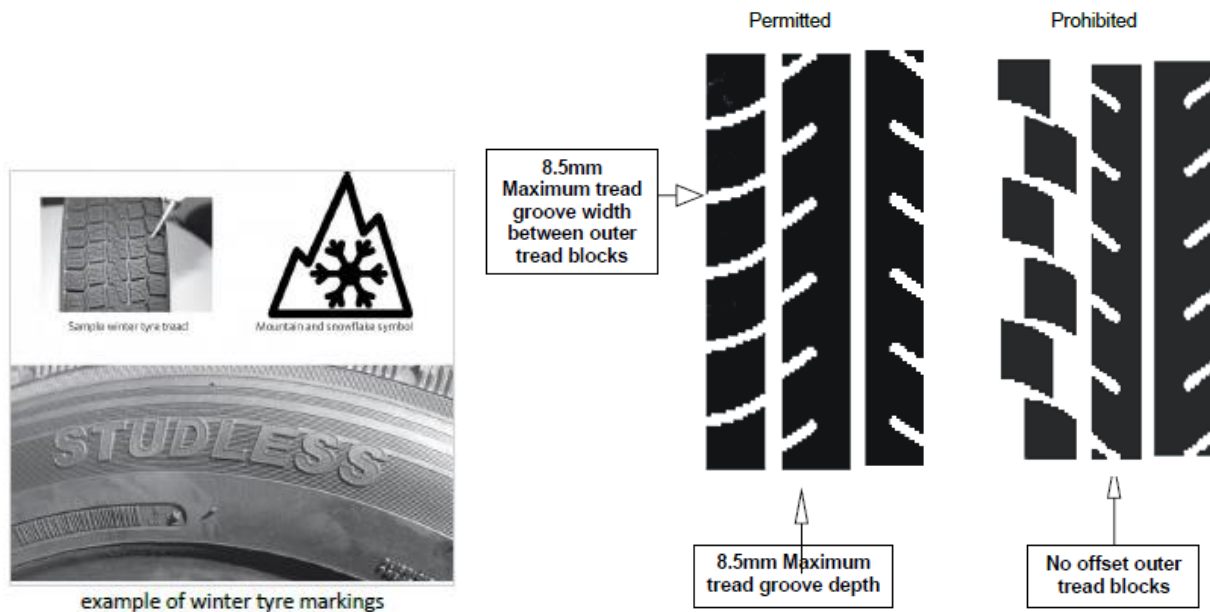 Permitted
Prohibited
8.5mm
Maximum tread
groove width
between outer
tread blocks
Sample winter tyre tread
Mountain and snowflake symbol
STUDLESS
8.5mm Maximum
tread groove depth
No offset outer
tread blocks
example of winter tyre markings